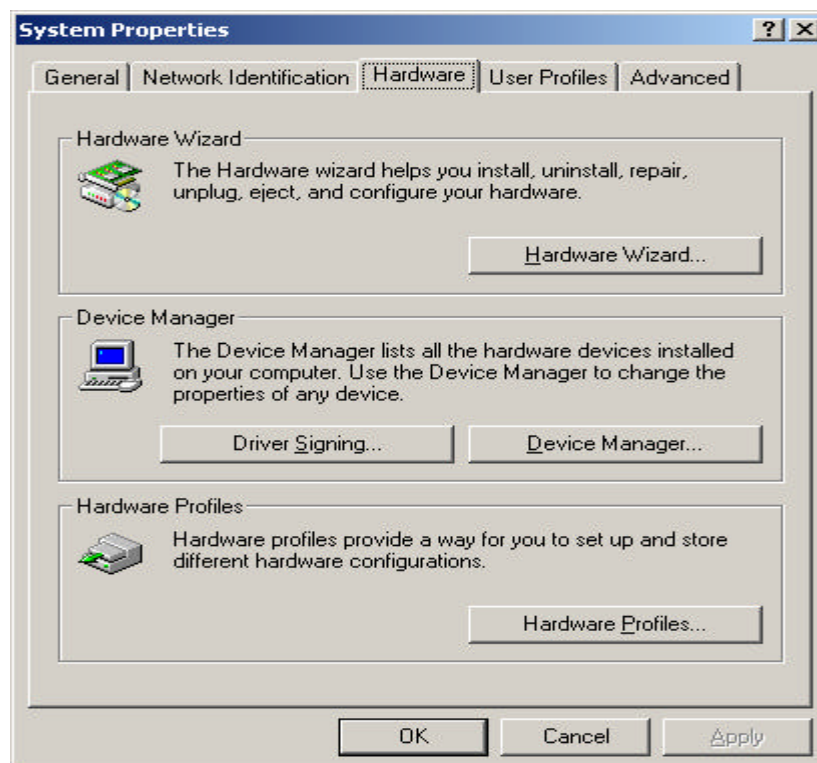 System Properties
General
Network Identification
Hardware
User Profiles
Advanced
Hardware Wizard
The Hardware wizard helps you install, uninstall, repair,
unplug, eject, and configure your hardware.
Hardware Wizard...
Device Manager
The Device Manager lists all the hardware devices installed
on your computer. Use the Device Manager to change the
properties of any device.
Driver Signing...
Device Manager...
Hardware Profiles
Hardware profiles provide a way for you to set up and store
different hardware configurations.
Hardware Profiles...
OK
Cancel
Apply